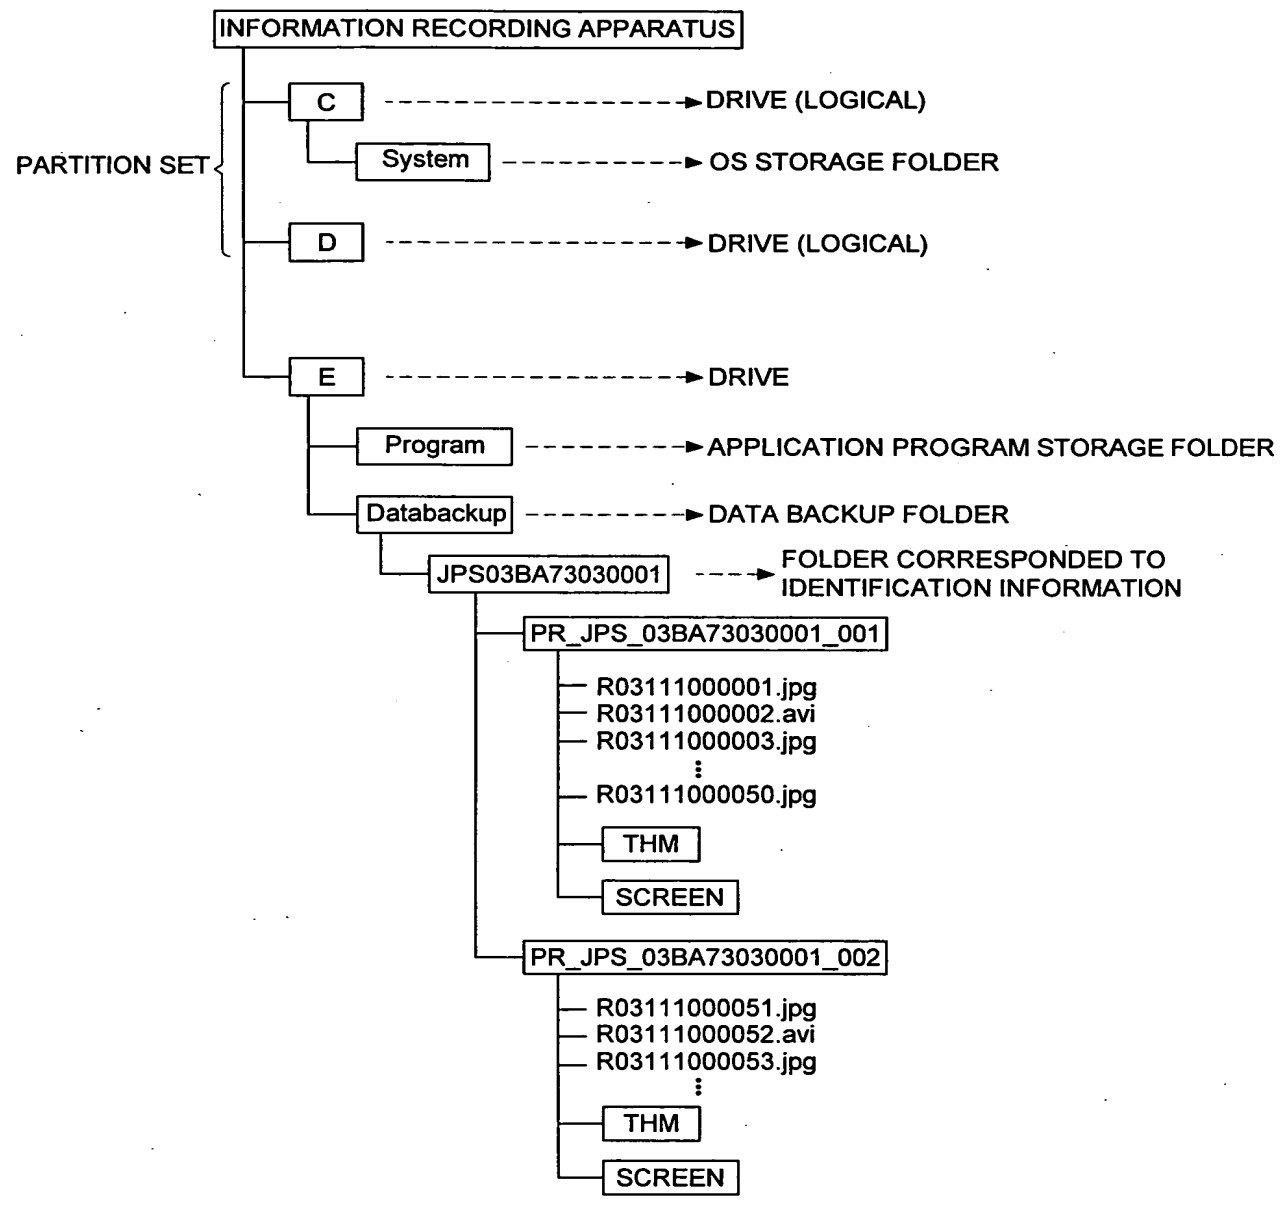 INFORMATION RECORDING APPARATUS
C
DRIVE (LOGICAL)
PARTITION SET
System
OS STORAGE FOLDER
D
DRIVE (LOGICAL)
E
DRIVE
Program
APPLICATION PROGRAM STORAGE FOLDER
Databackup
DATA BACKUP FOLDER
JPS03BA73030001
FOLDER CORRESPONDED TO
IDENTIFICATION INFORMATION
PR_JPS_03BA73030001_001
R03111000001.jpg
R03111000002.avi
R03111000003.jpg
R03111000050.jpg
THM
SCREEN
PR_JPS_03BA73030001_002
R03111000051.jpg
R03111000052.avi
R03111000053.jpg
THM
SCREEN